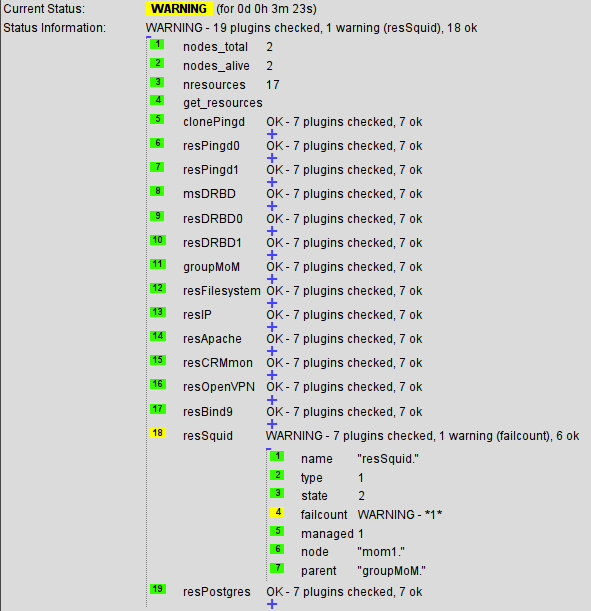 Current Status: WARNING (for 0d 0h 3m 23s)
Status Information: WARNING - 19 plugins checked, 1 warning (resSquid), 18 ok
1 nodes_total 2
2 nodes_alive 2
3 nresources 17
4 get_resources
5 clonePingd OK - 7 plugins checked, 7 ok
+
6 resPingd0 OK - 7 plugins checked, 7 ok
+
7 resPingd1 OK - 7 plugins checked, 7 ok
+
8 msDRBD OK - 7 plugins checked, 7 ok
+
9 resDRBD0 OK - 7 plugins checked, 7 ok
+
10 resDRBD1 OK - 7 plugins checked, 7 ok
+
11 groupMoM OK - 7 plugins checked, 7 ok
+
12 resFilesystem OK - 7 plugins checked, 7 ok
+
13 resIP OK - 7 plugins checked, 7 ok
+
14 resApache OK - 7 plugins checked, 7 ok
+
15 resCRMmon OK - 7 plugins checked, 7 ok
+
16 resOpenVPN OK - 7 plugins checked, 7 ok
+
17 resBind9 OK - 7 plugins checked, 7 ok
+
18 resSquid WARNING - 7 plugins checked, 1 warning (failcount), 6 ok
1 name "resSquid."
2 type 1
3 state 2
4 failcount WARNING - *1*
5 managed 1
6 node "mom1."
7 parent "groupMoM."
19 resPostgres OK - 7 plugins checked, 7 ok
+